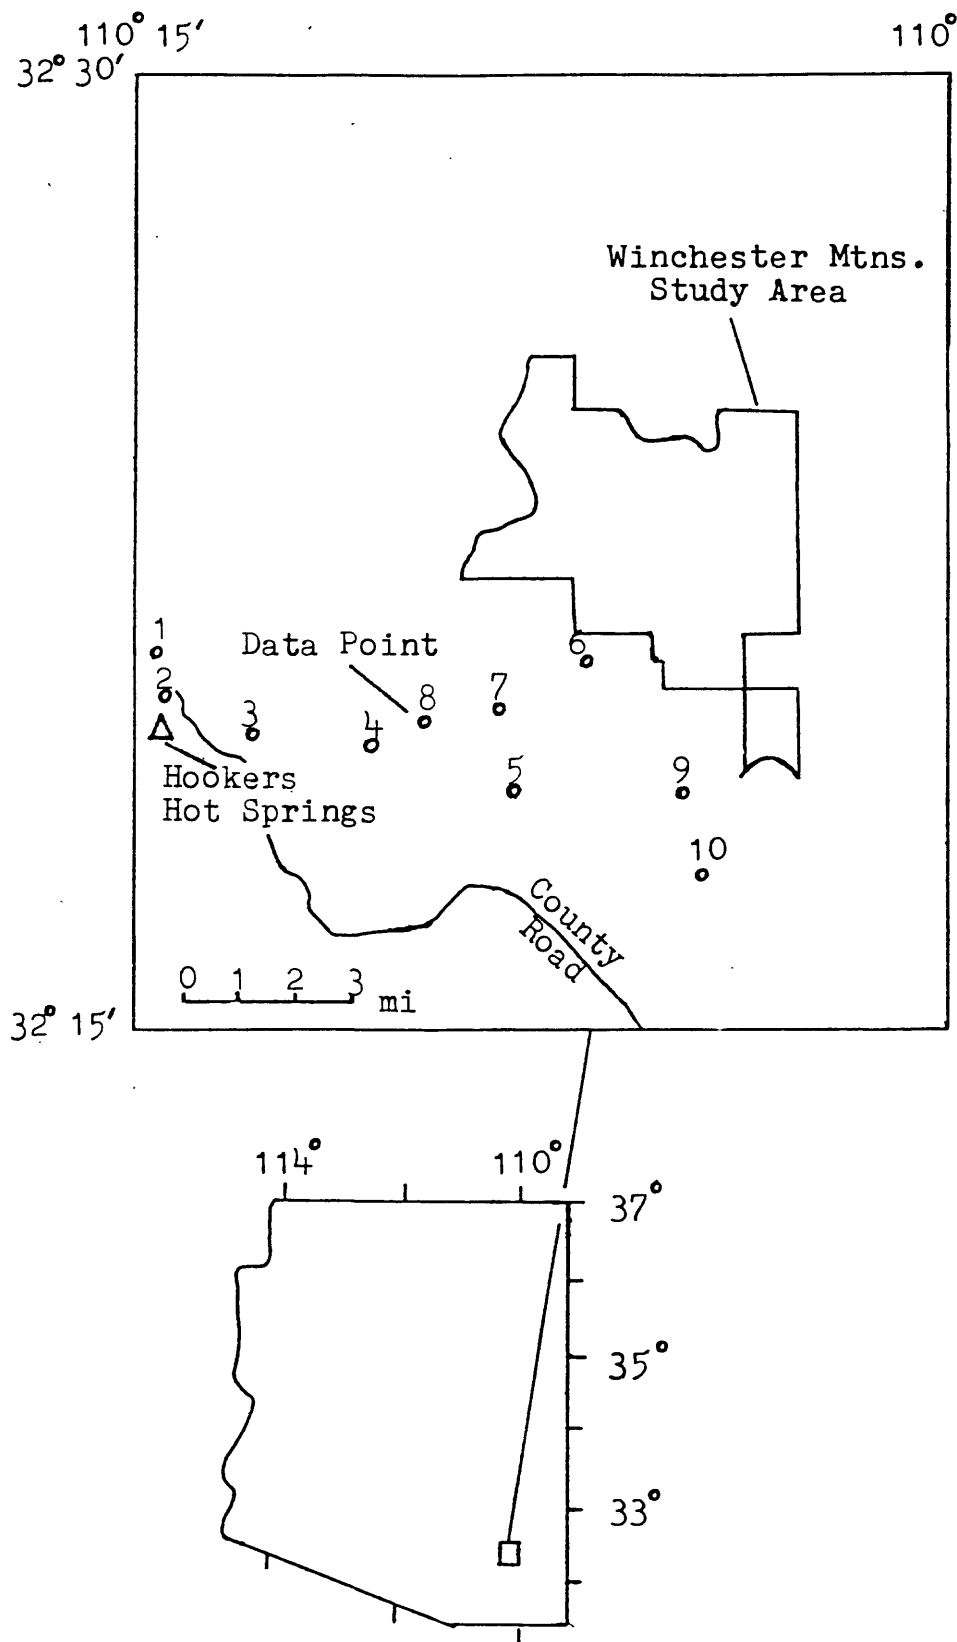 110° 15′
110°
32° 30′
Winchester Mtns.
Study Area
1
Data Point
6
2
7
8
3
4
Hookers
Hot Springs
5
9
10
County
Road
0 1 2 3 mi
32° 15′
114°
110°
37°
35°
33°